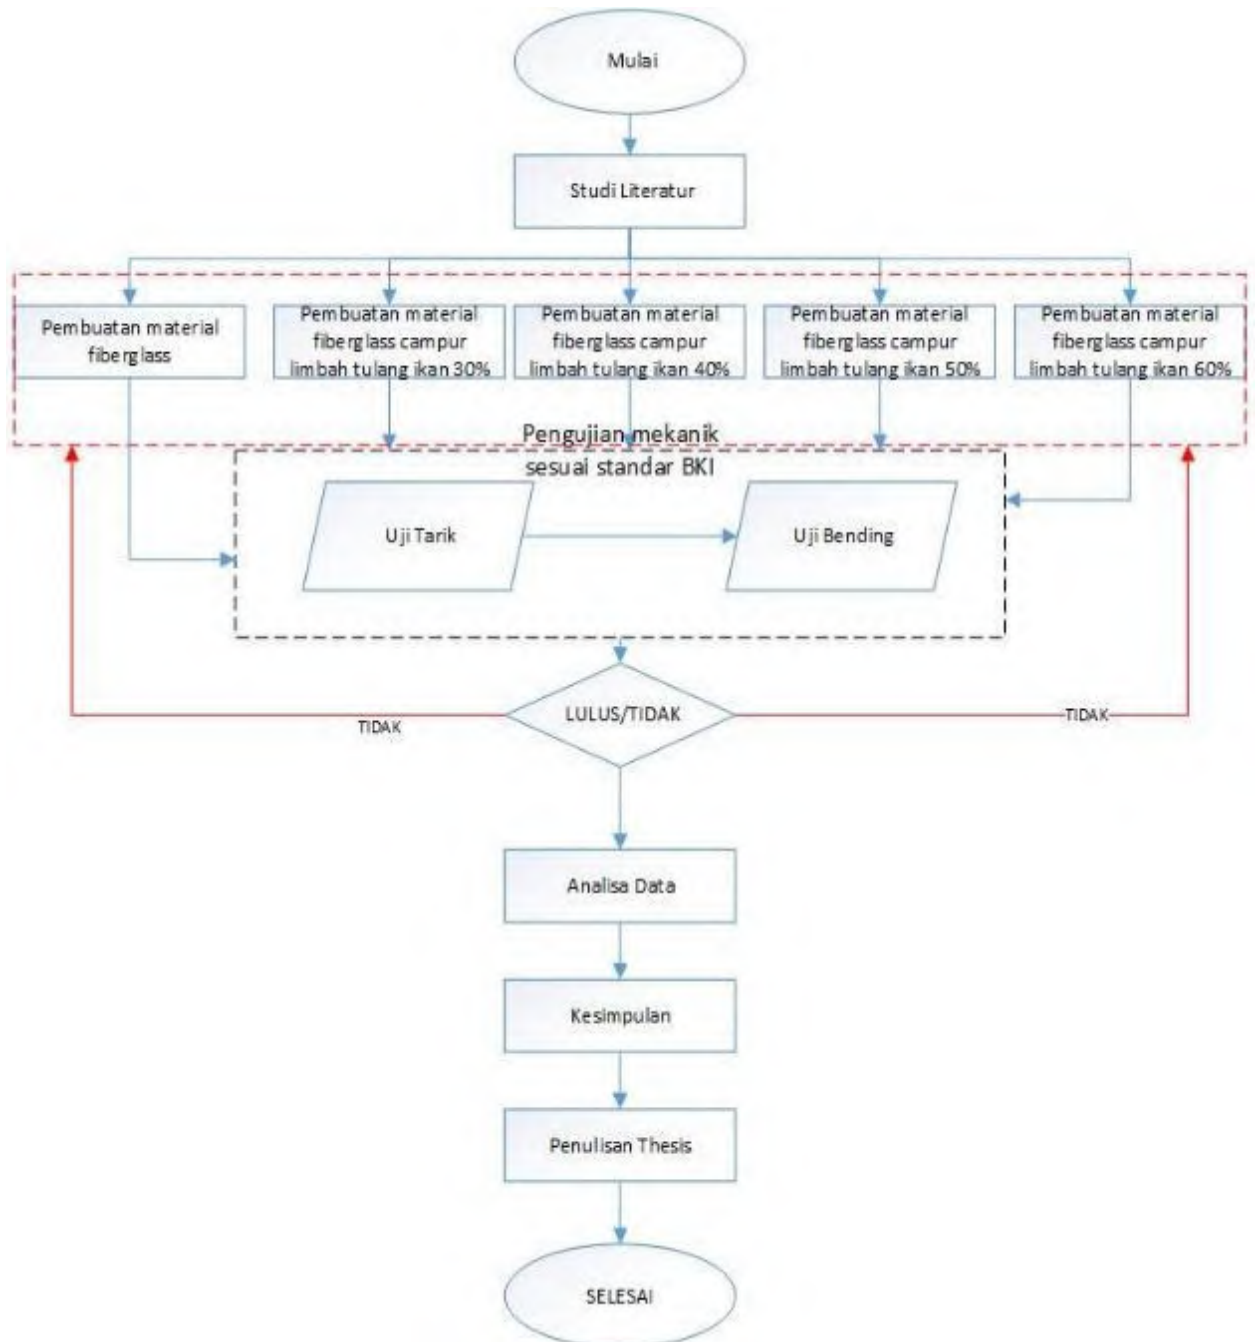 Mulai
Studi Literatur
Pembuatan material
fiberglass
Pembuatan material
fiberglass campur
limbah tulang ikan 30%
Pembuatan material
fiberglass campur
limbah tulang ikan 40%
Pembuatan material
fiberglass campur
limbah tulang ikan 50%
Pembuatan material
fiberglass campur
limbah tulang ikan 60%
Pengujian mekanik
sesuai standar BKI
Uji Tarik
Uji Bending
LULUS/TIDAK
TIDAK
TIDAK
Analisa Data
Kesimpulan
Penulisan Thesis
SELESAI